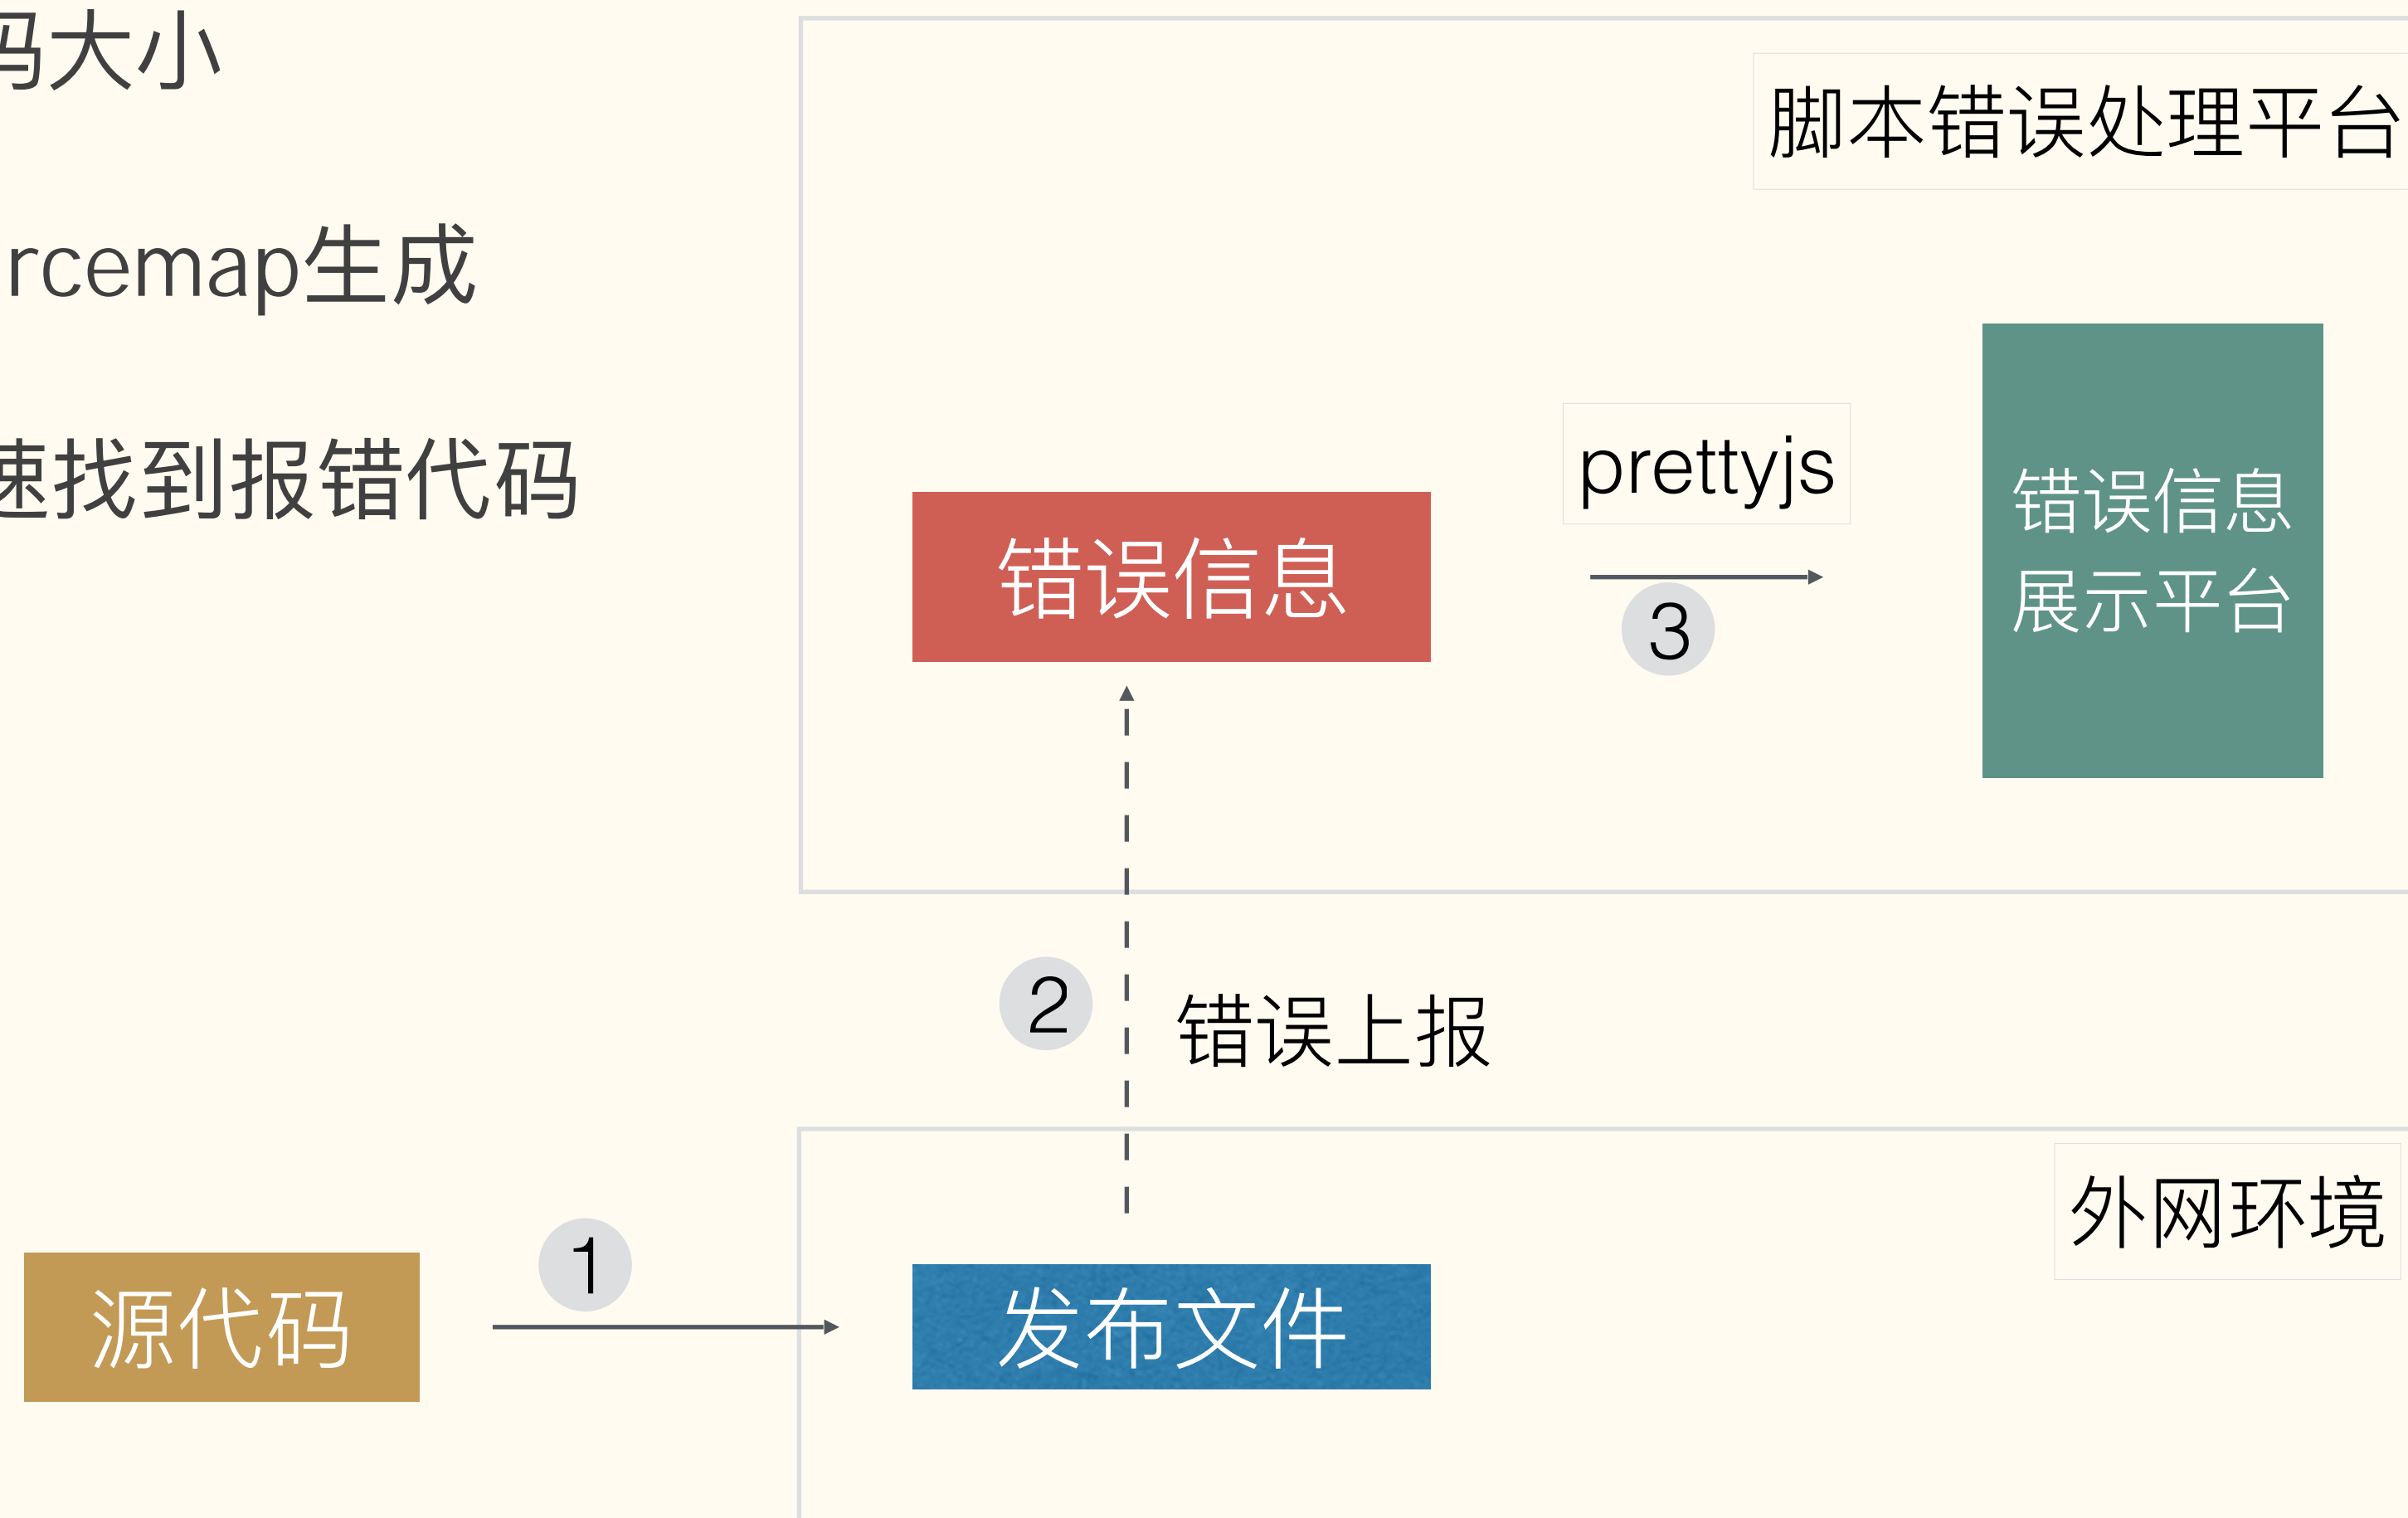 码大小
rcemap生成
速找到报错代码
脚本错误处理平台
prettyjs
错误信息
3
错误信息
展示平台
2
错误上报
外网环境
1
源代码
发布文件